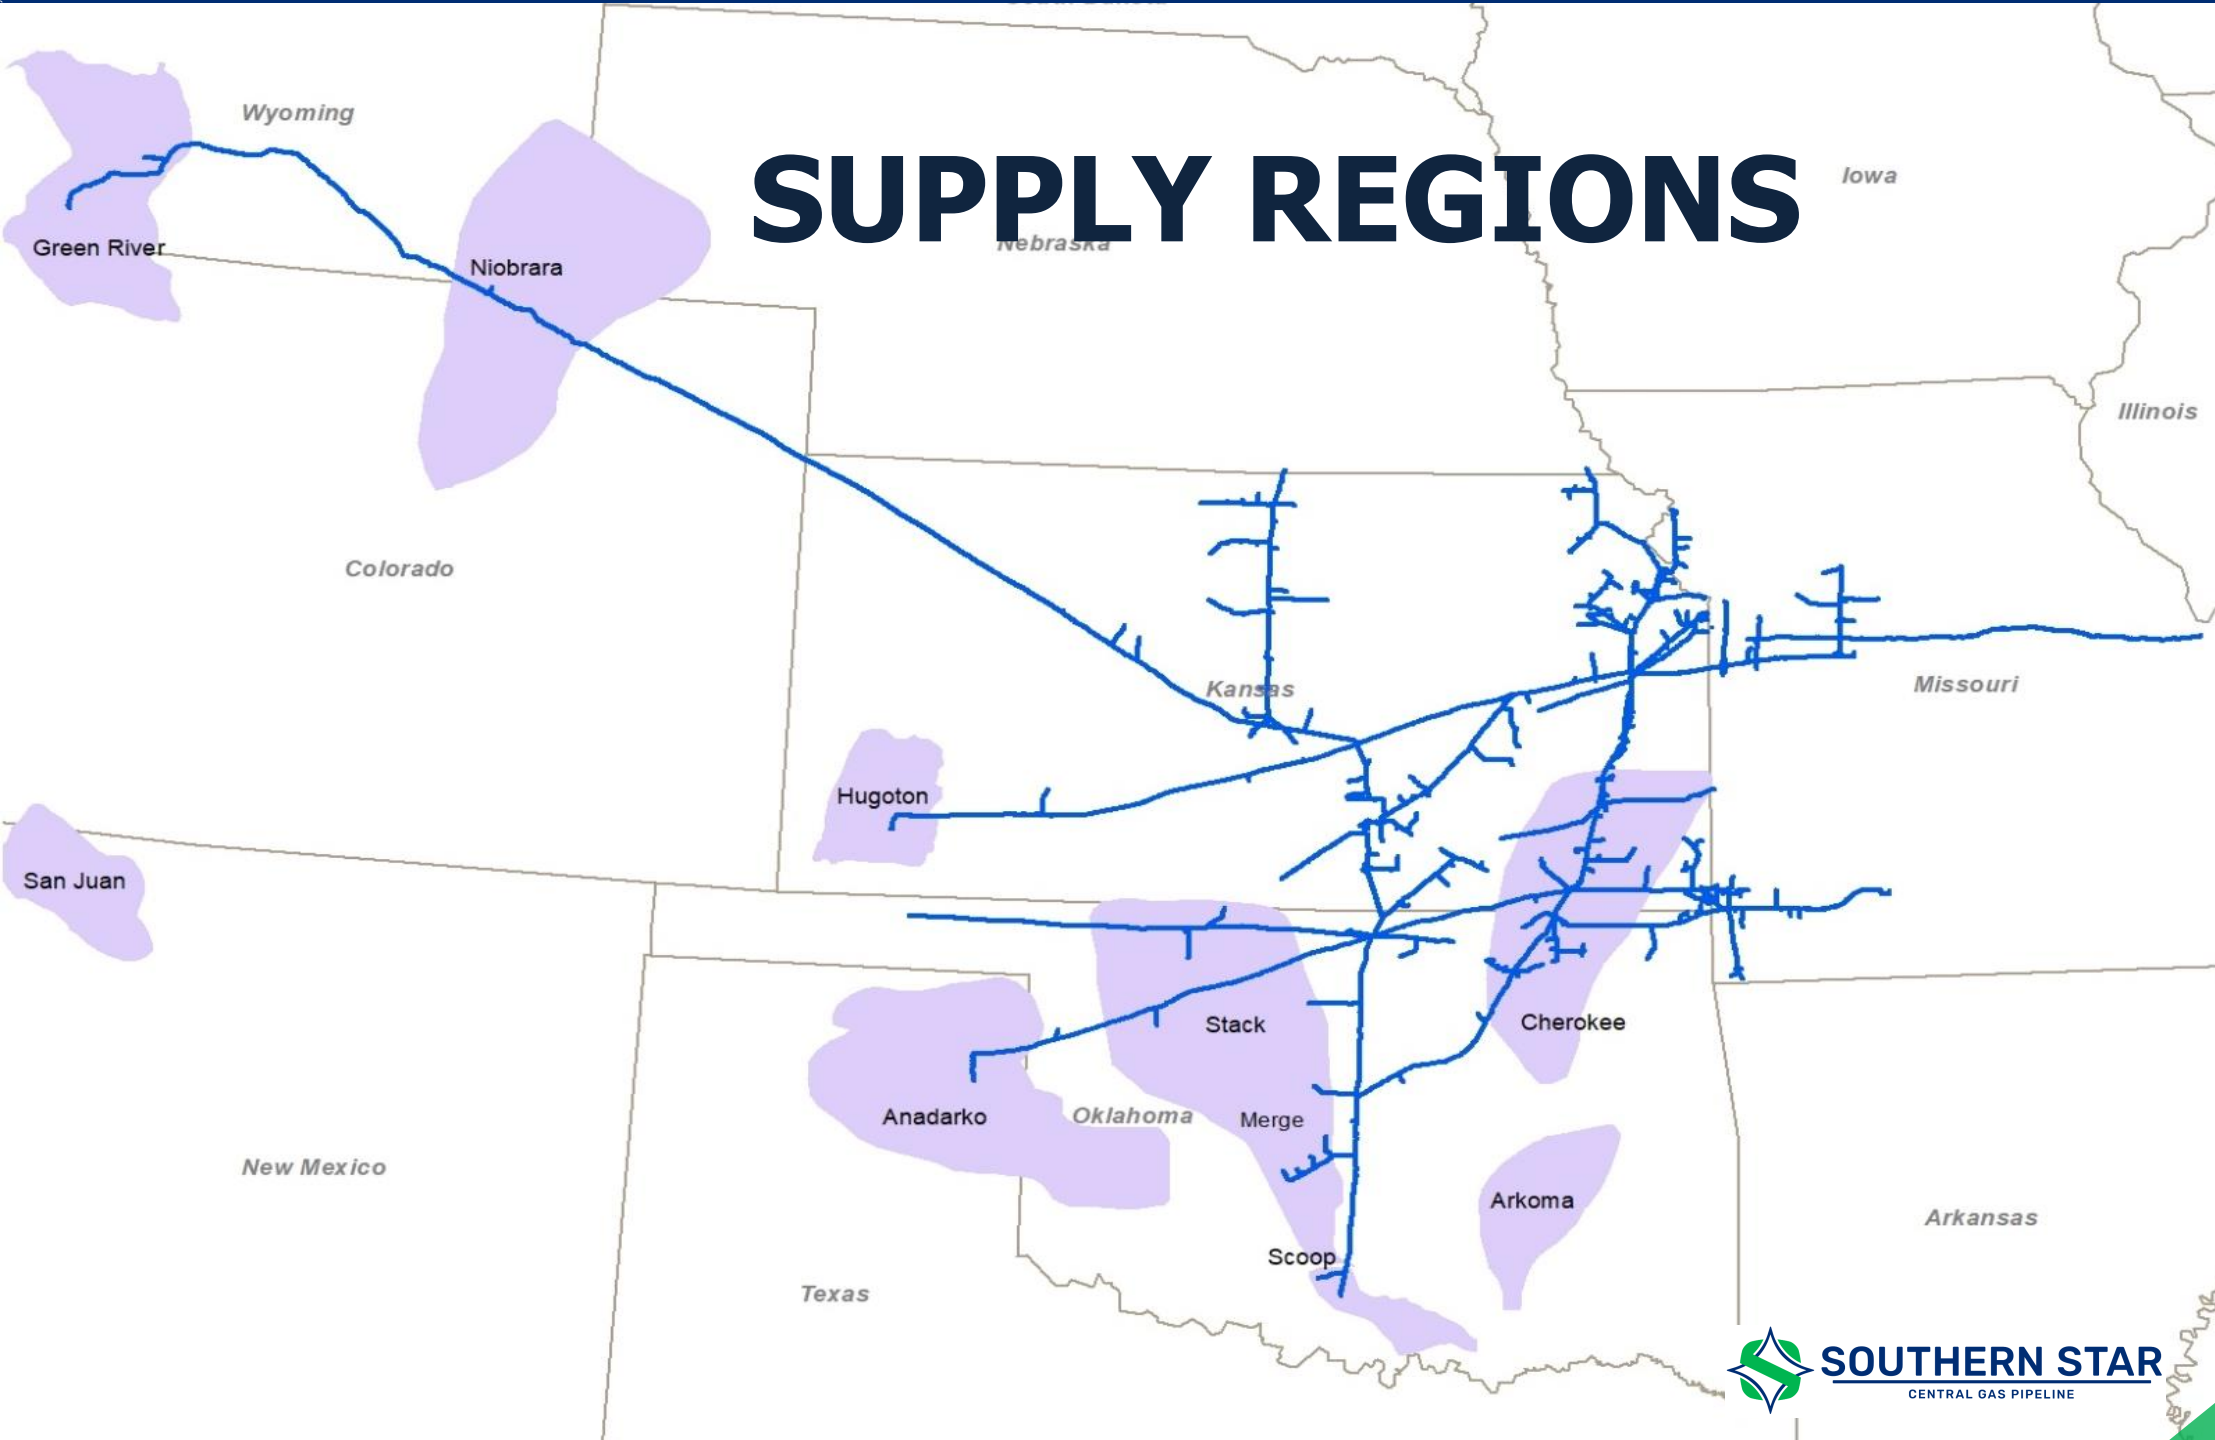 Wyoming
SUPPLY REGIONS
Iowa
Nebraska
Green River
Niobrara
Illinois
Colorado
Kansas
Missouri
Hugoton
San Juan
Stack
Cherokee
Anadarko
Oklahoma
Merge
New Mexico
Arkoma
Arkansas
Scoop
Texas
SOUTHERN STAR
CENTRAL GAS PIPELINE